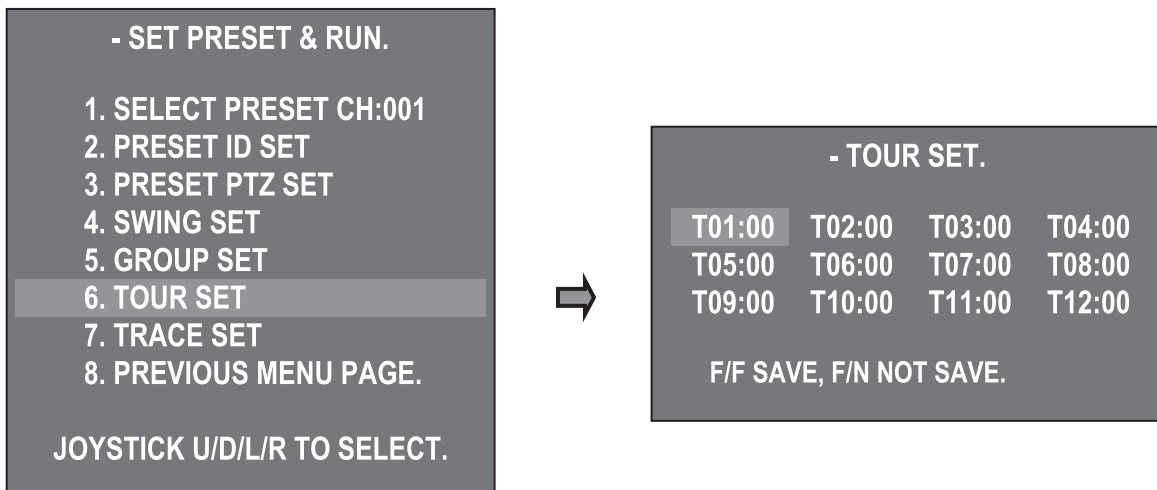 - SET PRESET & RUN.
1. SELECT PRESET CH:001
2. PRESET ID SET
3. PRESET PTZ SET
4. SWING SET
5. GROUP SET
6. TOUR SET
7. TRACE SET
8. PREVIOUS MENU PAGE.
JOYSTICK U/D/L/R TO SELECT.
- TOUR SET.
T01:00 T02:00 T03:00 T04:00
T05:00 T06:00 T07:00 T08:00
T09:00 T10:00 T11:00 T12:00
F/F SAVE, F/N NOT SAVE.